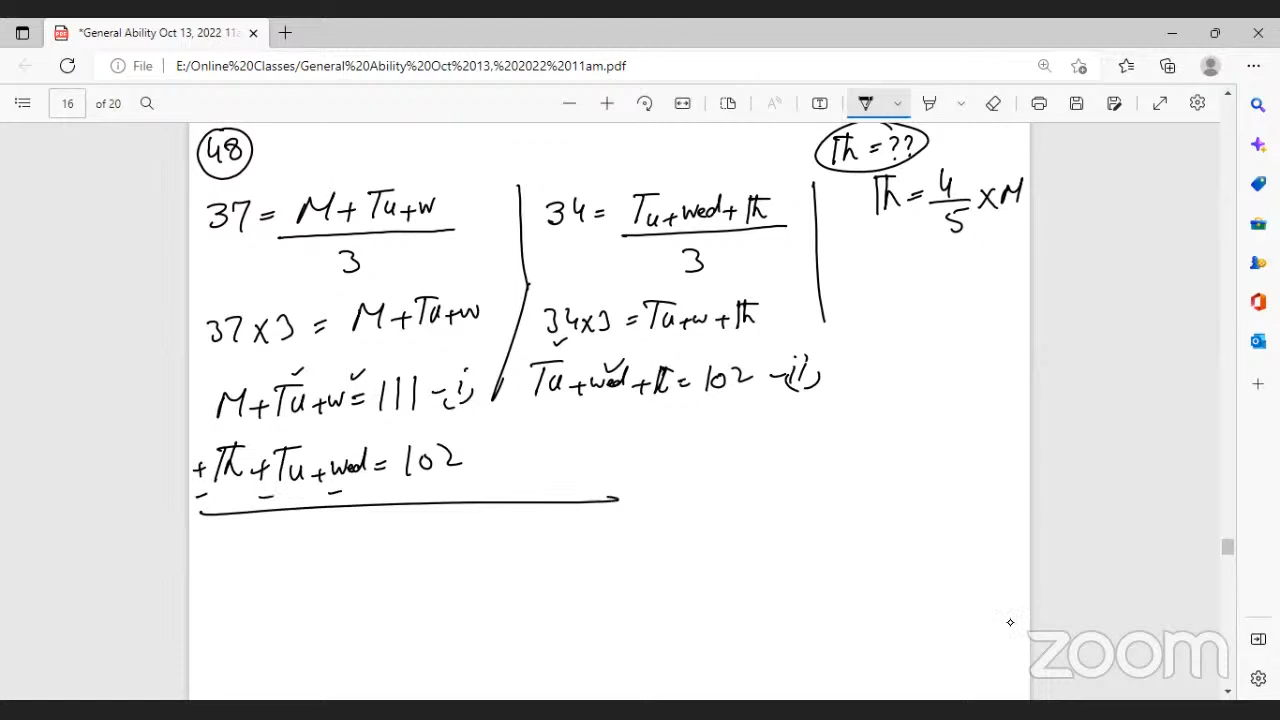 *General Ability Oct 13, 2022 11a
File E:/Online%20Classes/General%20Ability%20Oct%2013,%202022%2011am.pdf
16 of 20
48
Th = ??
37 = M + Tu + w / 3
34 = Tu + wed + Th / 3
Th = 4/5 × M
37 × 3 = M + Tu + w
34 × 3 = Tu + w + Th
M + Tu + w = 111 - (i)
Tu + wed + th = 102 - (ii)
+ Th + Tu + wed = 102
- - -
zoom